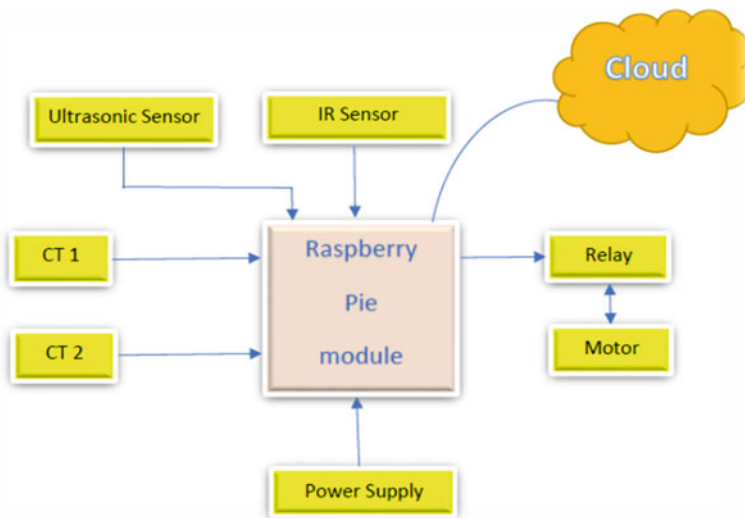 Cloud
Ultrasonic Sensor
IR Sensor
CT 1
Raspberry
Pie
module
Relay
CT 2
Motor
Power Supply